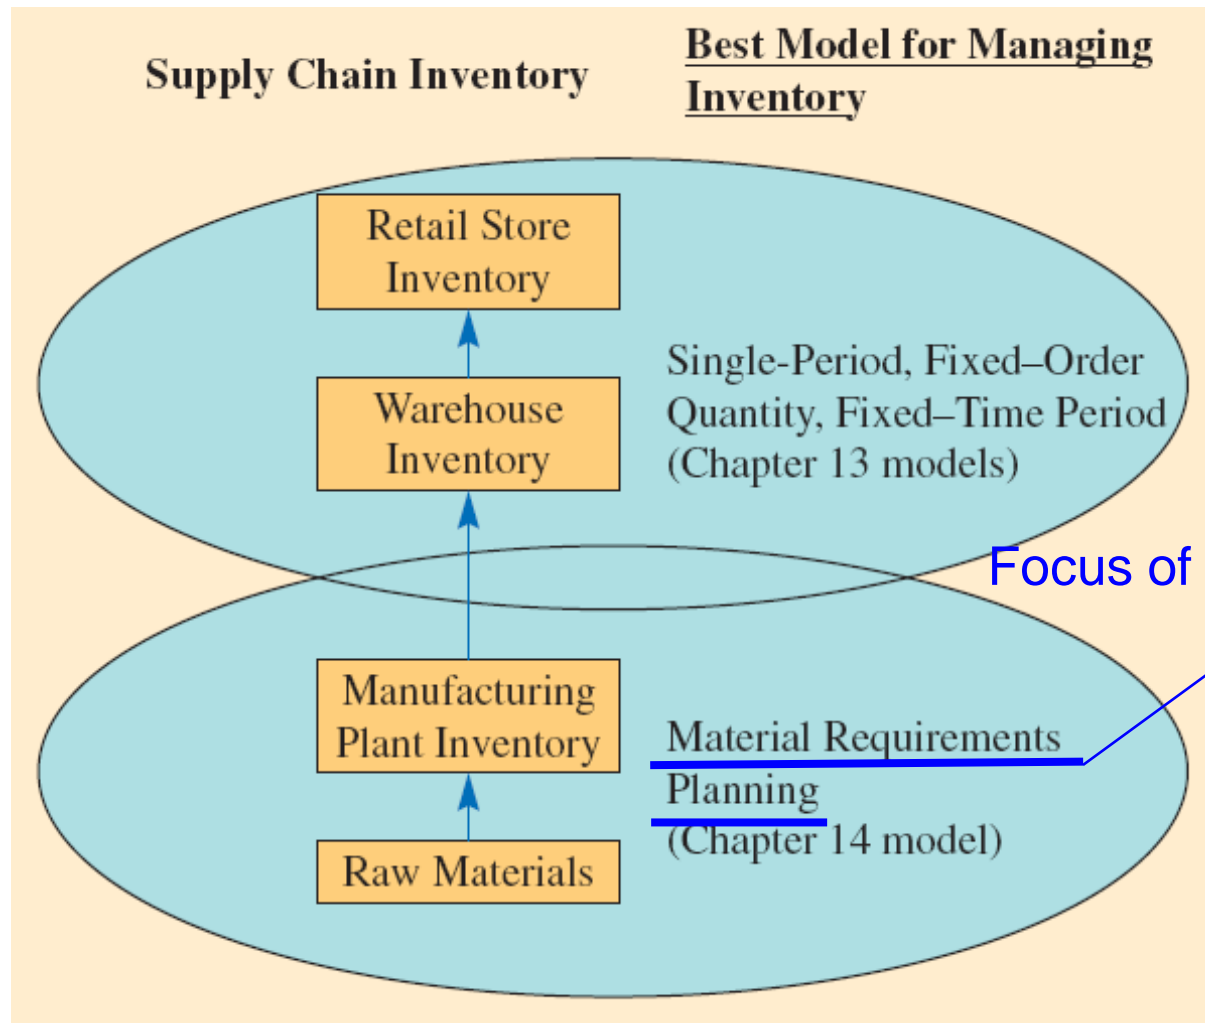 Supply Chain Inventory
Best Model for Managing
Inventory
Retail Store
Inventory
Warehouse
Inventory
Single-Period, Fixed–Order
Quantity, Fixed–Time Period
(Chapter 13 models)
Focus of
Manufacturing
Plant Inventory
Material Requirements
Planning
(Chapter 14 model)
Raw Materials